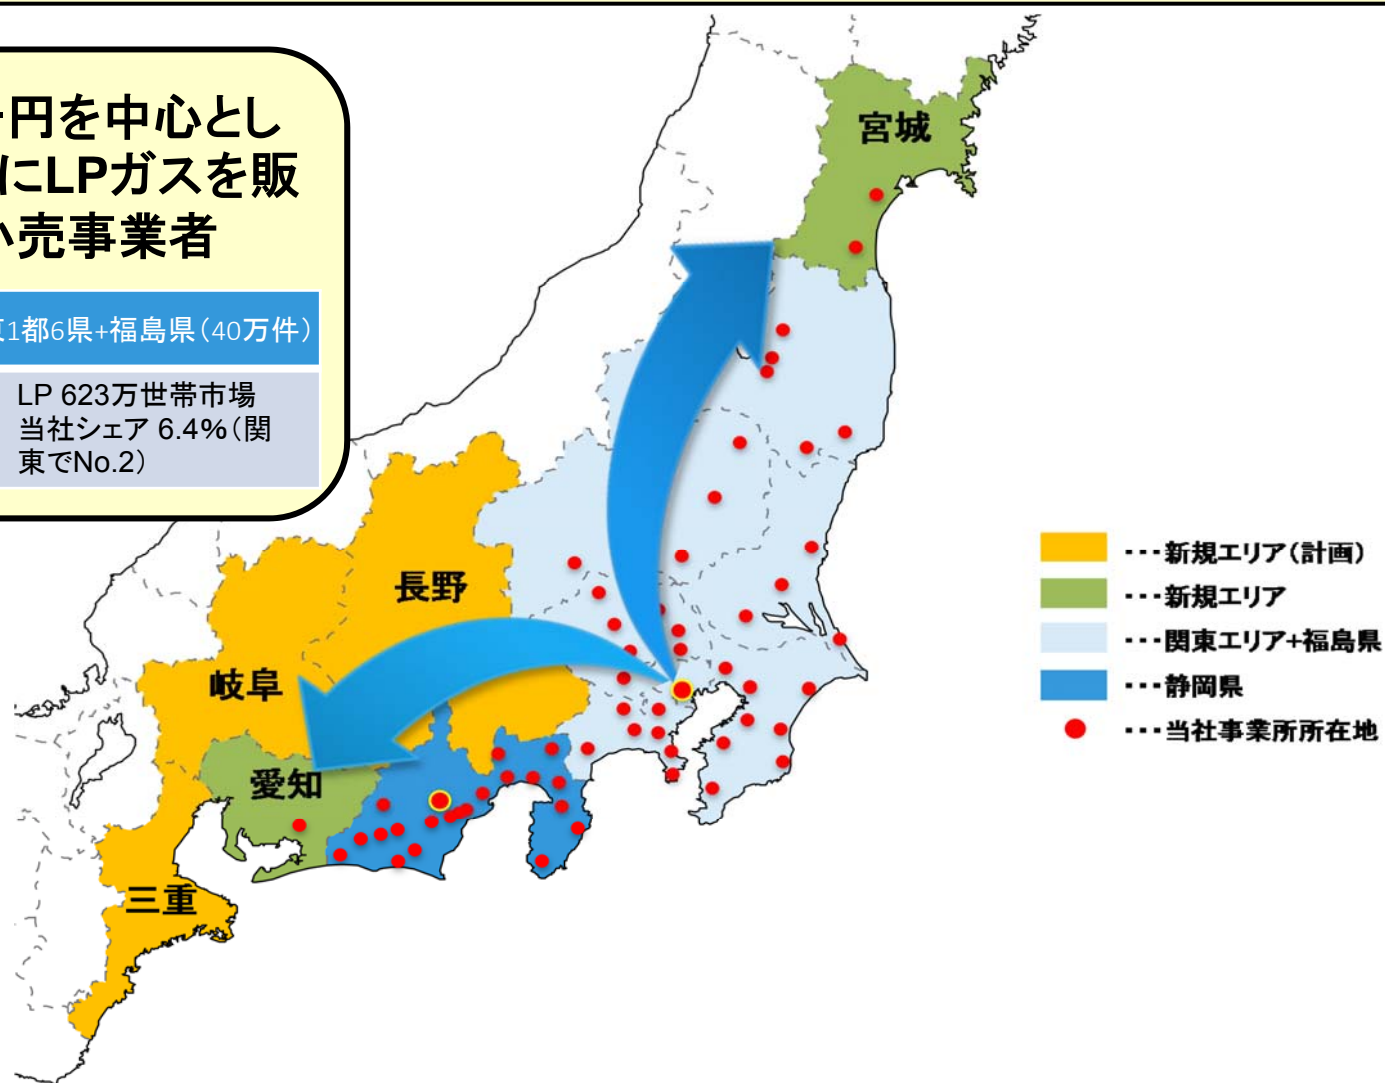 円を中心とし
にLPガスを販
売事業者
1都6県+福島県(40万件)
LP 623万世帯市場
当社シェア 6.4%(関
東でNo.2)
宮城
長野
岐阜
愛知
三重
・・・新規エリア(計画)
・・・新規エリア
・・・関東エリア+福島県
・・・静岡県
・・・当社事業所所在地